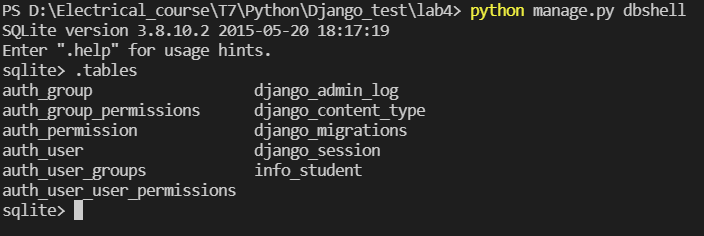 PS D:\Electrical_course\T7\Python\Django_test\lab4> python manage.py dbshell
SQLite version 3.8.10.2 2015-05-20 18:17:19
Enter ".help" for usage hints.
sqlite> .tables
auth_group                  django_admin_log
auth_group_permissions      django_content_type
auth_permission             django_migrations
auth_user                   django_session
auth_user_groups            info_student
auth_user_user_permissions
sqlite>